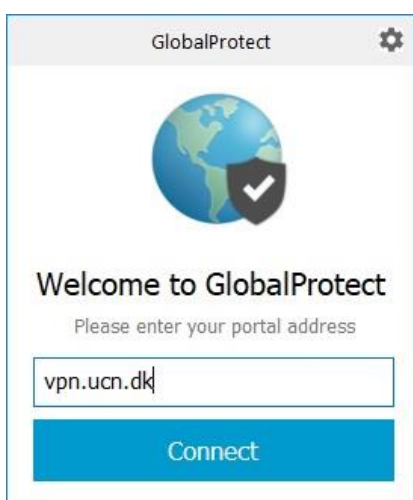 GlobalProtect
Welcome to GlobalProtect
Please enter your portal address
vpn.ucn.dk
Connect